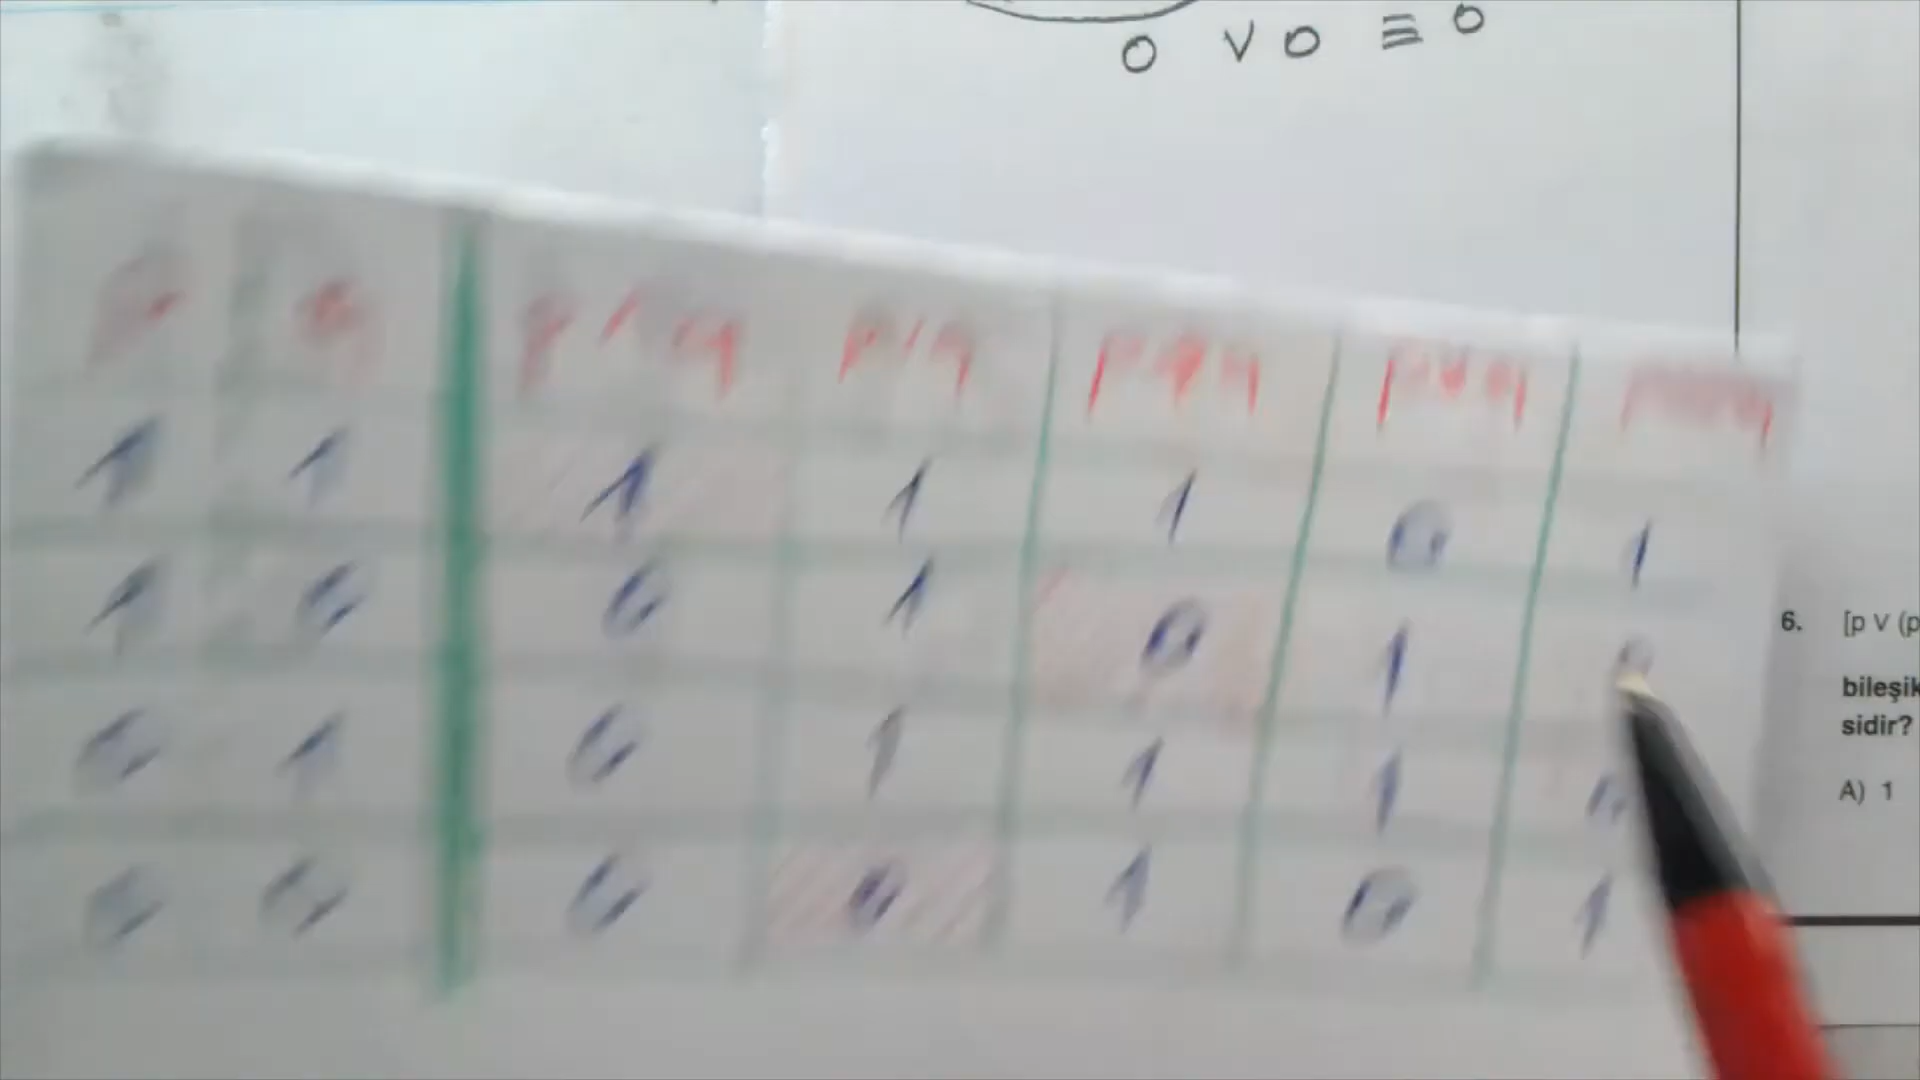 0 ∨ 0 ≡ 0
p q
1 1 1 1 1 0 1
1 0 0 1 0 1 0
0 1 0 1 1 1 0
0 0 0 0 1 0 1
6. [p ∨ (p
bileşik
sidir?
A) 1